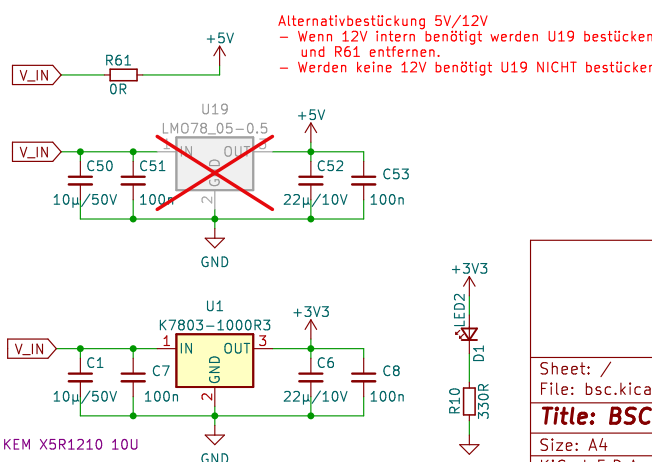 Alternativbestückung 5V/12V
– Wenn 12V intern benötigt werden U19 bestücken
und R61 entfernen.
– Werden keine 12V benötigt U19 NICHT bestücken
+5V
R61
V_IN
0R
U19
LMO78_05-0.5
+5V
V_IN
IN
OUT
3
1
GND
2
C50
10µ/50V
C51
100n
C52
22µ/10V
C53
100n
GND
U1
K7803-1000R3
+3V3
V_IN
1
IN
OUT
3
GND
2
C1
10µ/50V
C7
100n
C6
22µ/10V
C8
100n
GND
KEM X5R1210 10U
+3V3
LED2
D1
R10
330R
Sheet: /
File: bsc.kica
Title: BSC
Size: A4